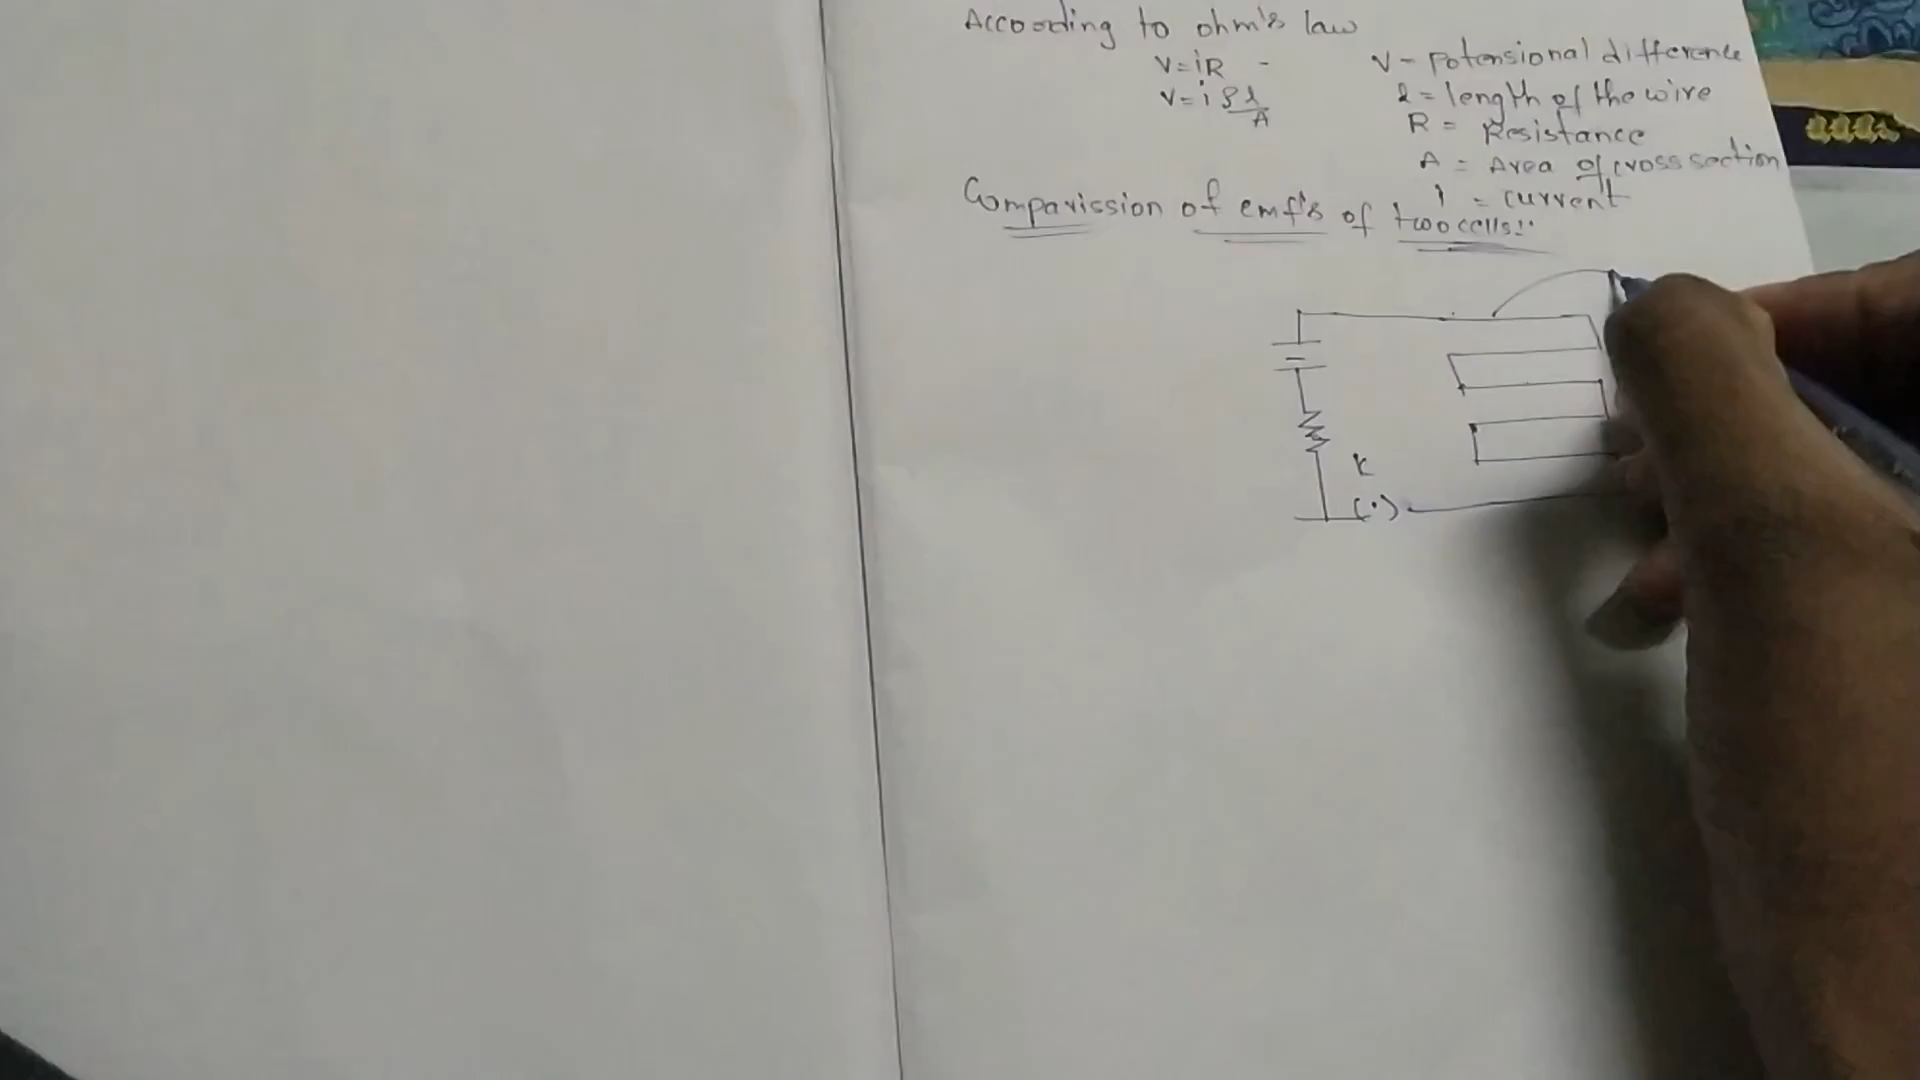 According to ohm's law
V = iR -
V = i ρl/A
V - potensional difference
l = length of the wire
R = Resistance
A = Area of cross section
i = current
Comparission of emf's of two cells:-
K
(·)